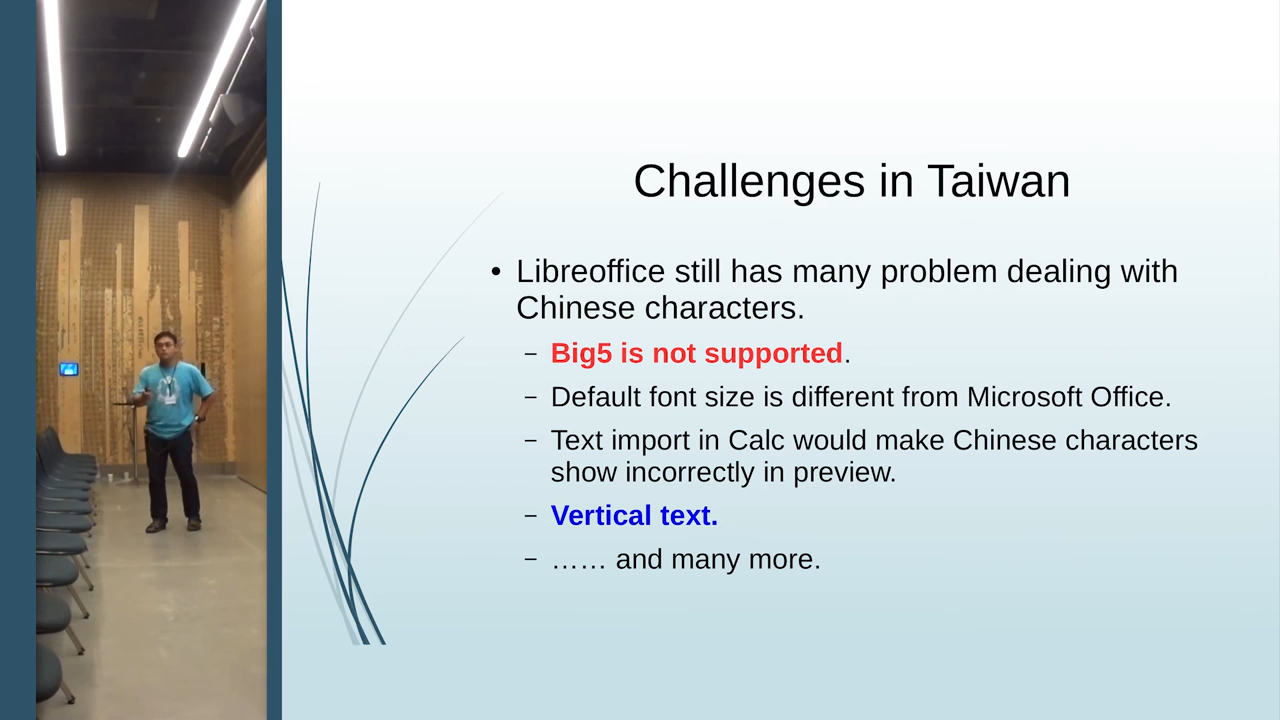 Challenges in Taiwan
• Libreoffice still has many problem dealing with
Chinese characters.
– Big5 is not supported.
– Default font size is different from Microsoft Office.
– Text import in Calc would make Chinese characters
show incorrectly in preview.
– Vertical text.
– …… and many more.